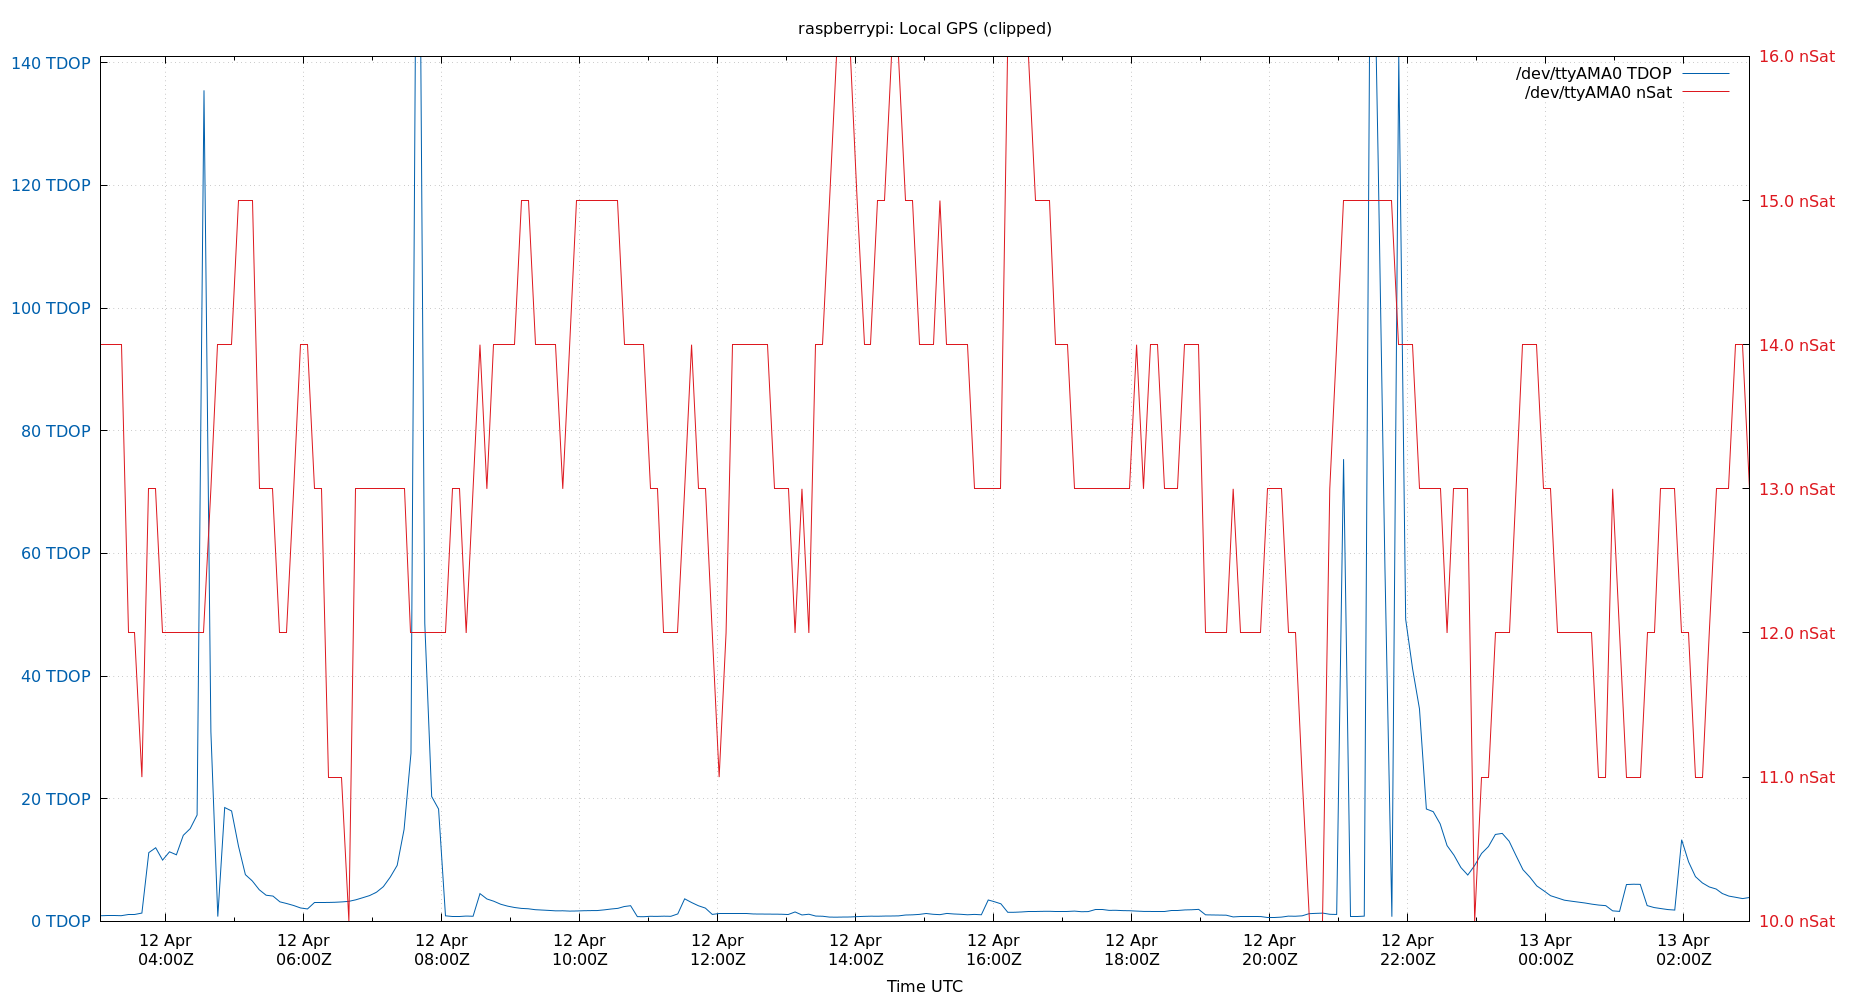 raspberrypi: Local GPS (clipped)
140 TDOP
120 TDOP
100 TDOP
80 TDOP
60 TDOP
40 TDOP
20 TDOP
0 TDOP
16.0 nSat
15.0 nSat
14.0 nSat
13.0 nSat
12.0 nSat
11.0 nSat
10.0 nSat
/dev/ttyAMA0 TDOP
/dev/ttyAMA0 nSat
12 Apr
04:00Z
12 Apr
06:00Z
12 Apr
08:00Z
12 Apr
10:00Z
12 Apr
12:00Z
12 Apr
14:00Z
12 Apr
16:00Z
12 Apr
18:00Z
12 Apr
20:00Z
12 Apr
22:00Z
13 Apr
00:00Z
13 Apr
02:00Z
Time UTC